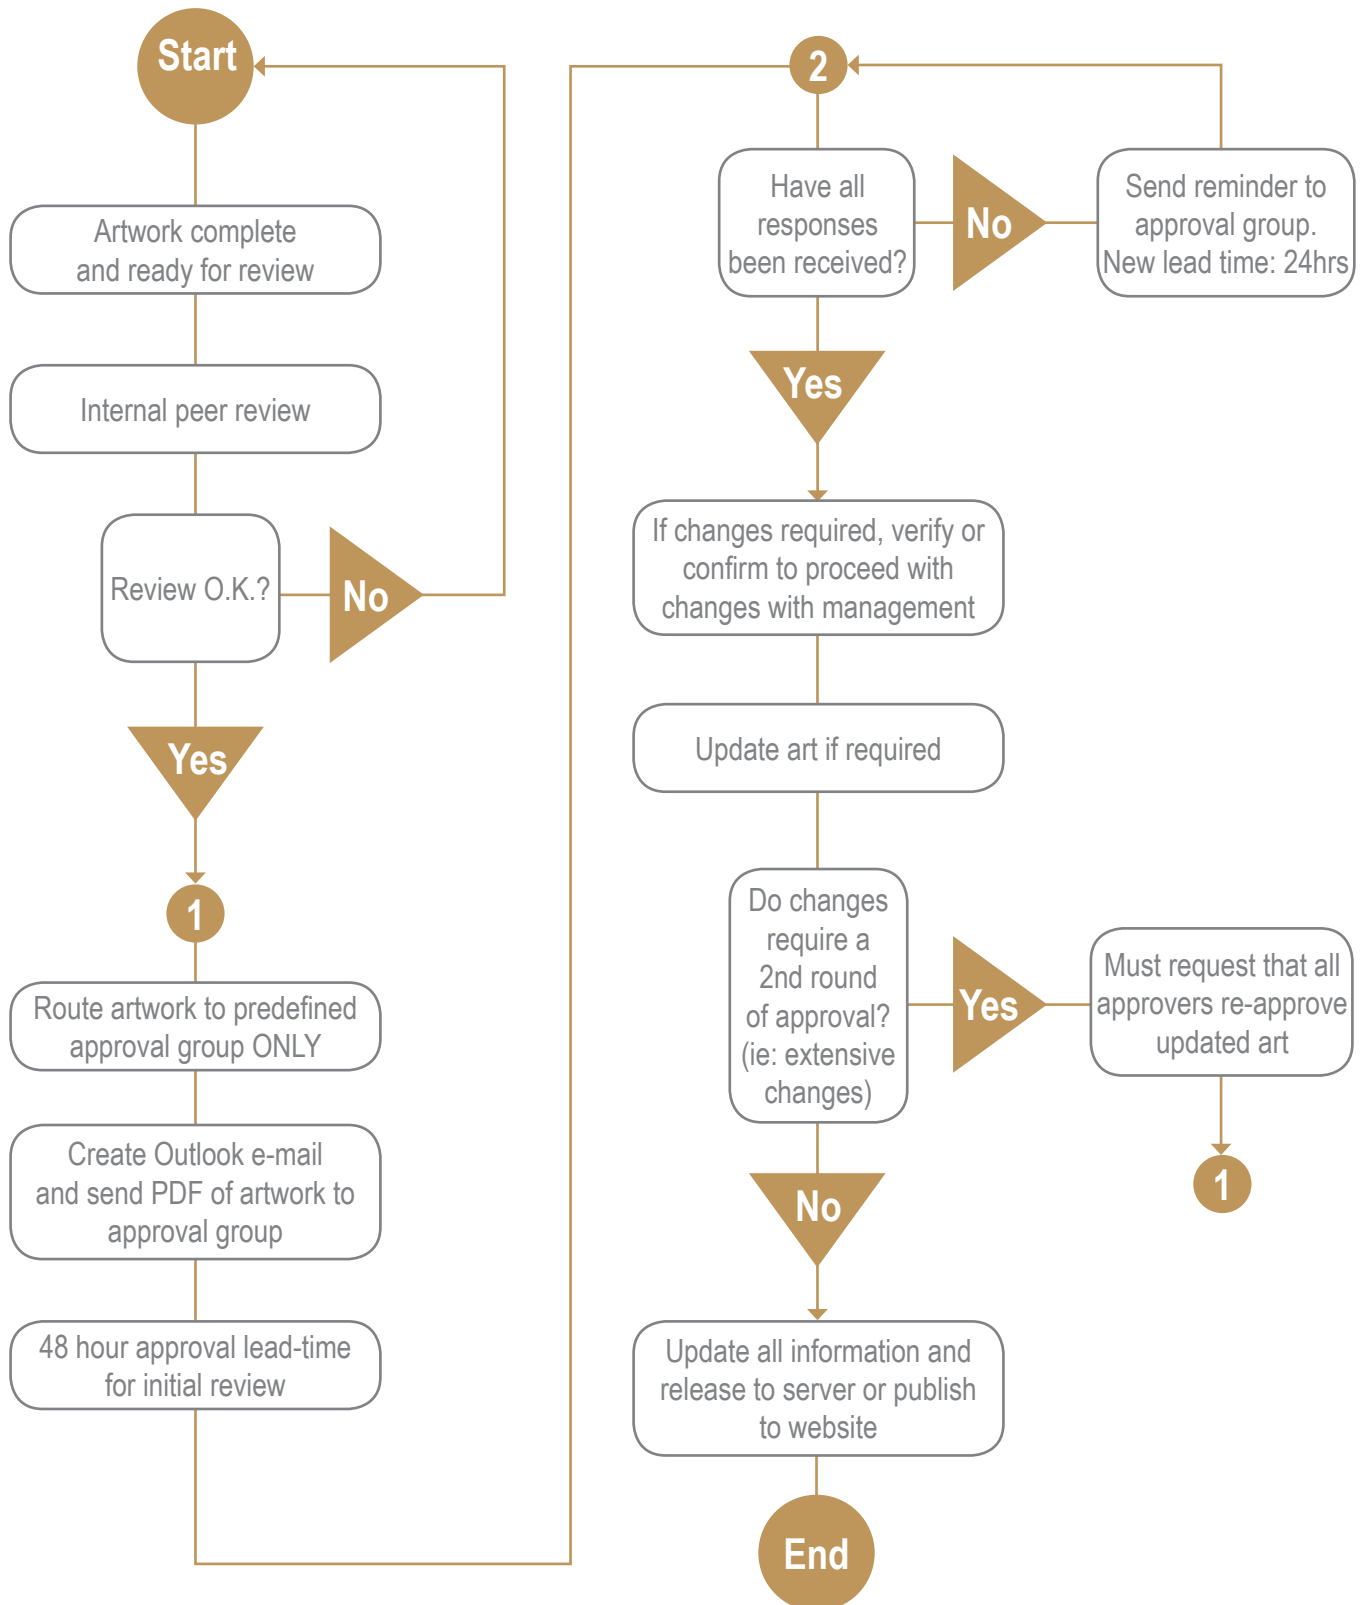 Start
Artwork complete
and ready for review
Internal peer review
Review O.K.?
No
Yes
1
Route artwork to predefined
approval group ONLY
Create Outlook e-mail
and send PDF of artwork to
approval group
48 hour approval lead-time
for initial review
2
Have all
responses
been received?
No
Send reminder to
approval group.
New lead time: 24hrs
Yes
If changes required, verify or
confirm to proceed with
changes with management
Update art if required
Do changes
require a
2nd round
of approval?
(ie: extensive
changes)
Yes
Must request that all
approvers re-approve
updated art
1
No
Update all information and
release to server or publish
to website
End